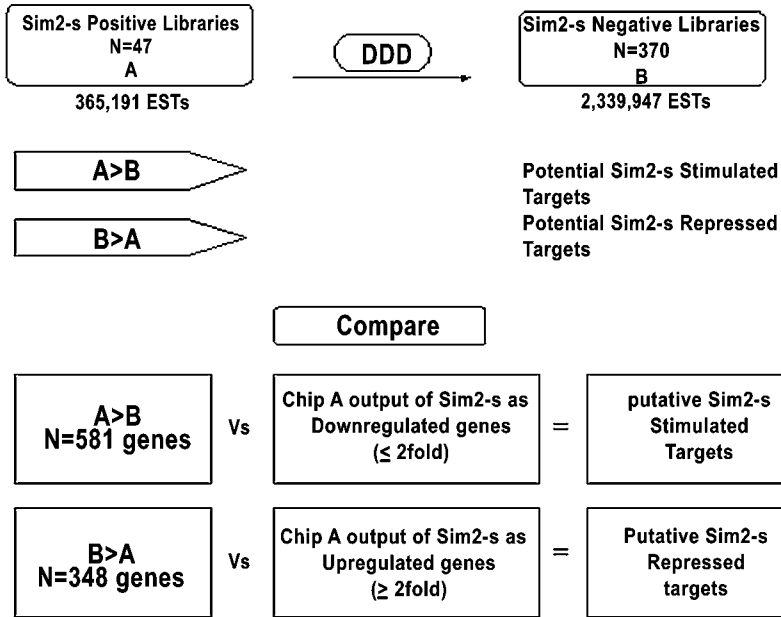 Sim2-s Positive Libraries
N=47
A
365,191 ESTs
DDD
Sim2-s Negative Libraries
N=370
B
2,339,947 ESTs
A>B
Potential Sim2-s Stimulated
Targets
B>A
Potential Sim2-s Repressed
Targets
Compare
A>B
N=581 genes
Vs
Chip A output of Sim2-s as
Downregulated genes
(≤ 2fold)
=
putative Sim2-s
Stimulated
Targets
B>A
N=348 genes
Vs
Chip A output of Sim2-s as
Upregulated genes
(≥ 2fold)
=
Putative Sim2-s
Repressed
targets